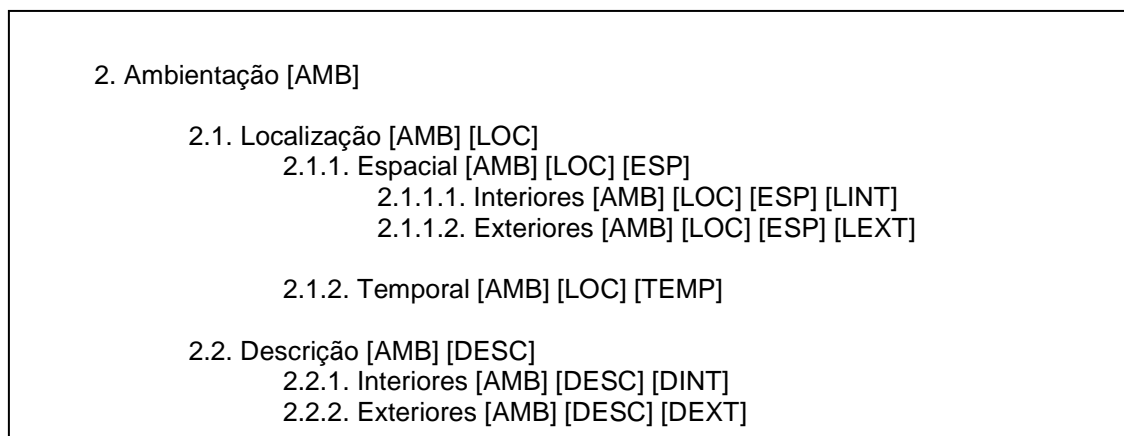 2. Ambientação [AMB]
2.1. Localização [AMB] [LOC]
2.1.1. Espacial [AMB] [LOC] [ESP]
2.1.1.1. Interiores [AMB] [LOC] [ESP] [LINT]
2.1.1.2. Exteriores [AMB] [LOC] [ESP] [LEXT]
2.1.2. Temporal [AMB] [LOC] [TEMP]
2.2. Descrição [AMB] [DESC]
2.2.1. Interiores [AMB] [DESC] [DINT]
2.2.2. Exteriores [AMB] [DESC] [DEXT]